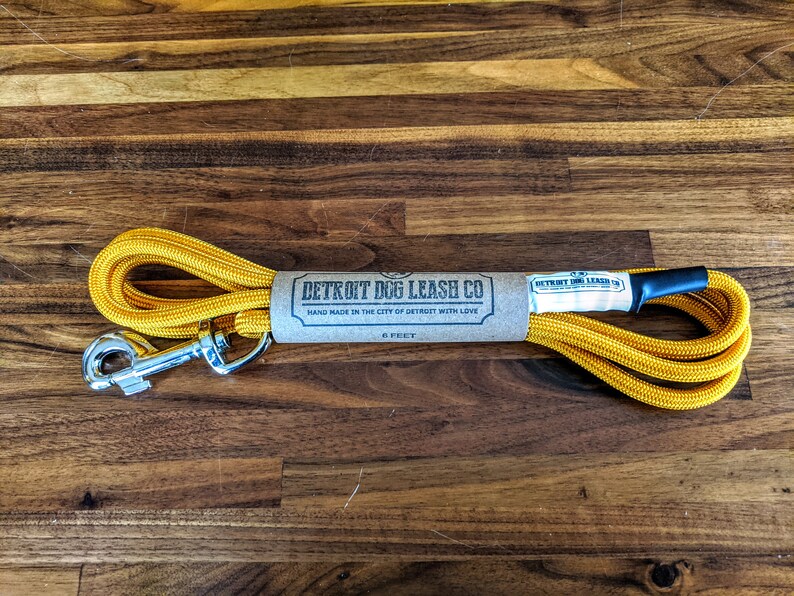 DETROIT DOG LEASH CO
HAND MADE IN THE CITY OF DETROIT WITH LOVE
6 FEET
DETROIT DOG LEASH CO